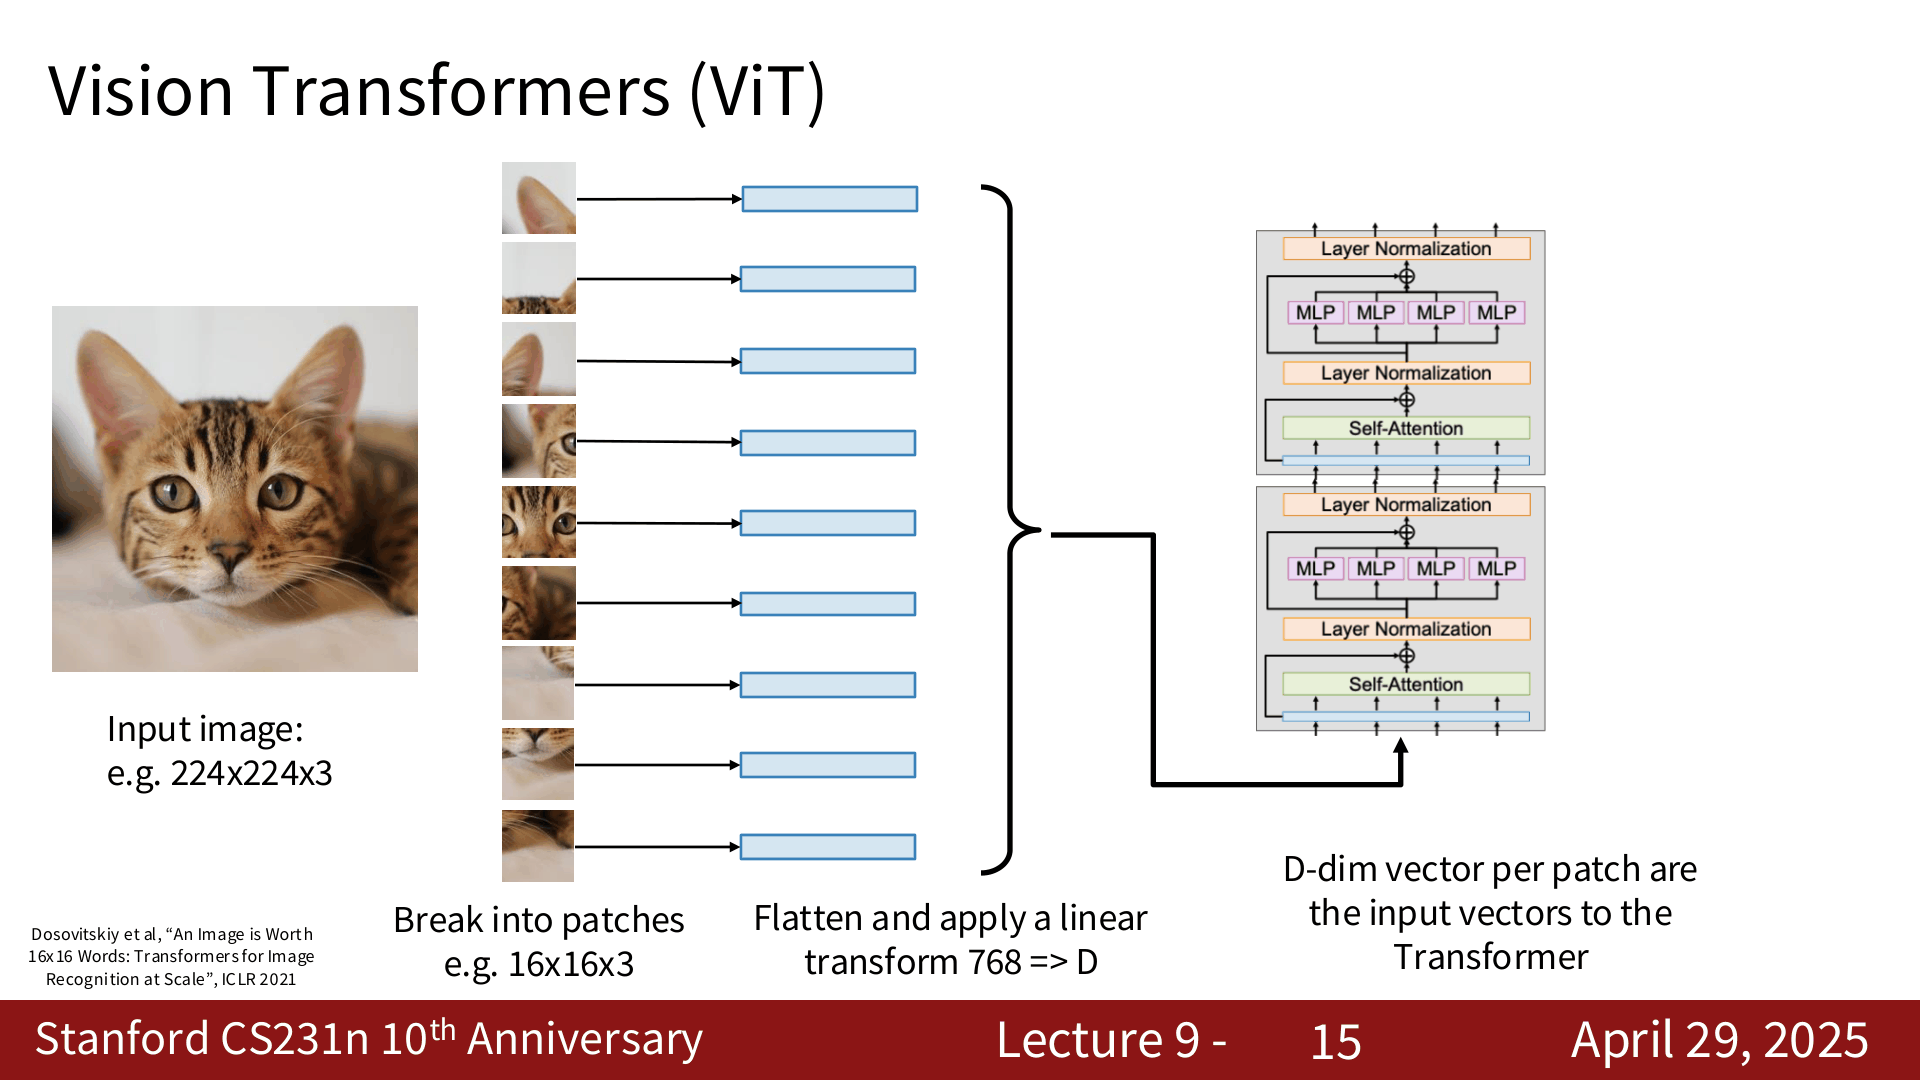 Vision Transformers (ViT)
Input image:
e.g. 224x224x3
Break into patches
e.g. 16x16x3
Flatten and apply a linear
transform 768 => D
Layer Normalization
MLP MLP MLP MLP
Layer Normalization
Self-Attention
Layer Normalization
MLP MLP MLP MLP
Layer Normalization
Self-Attention
D-dim vector per patch are
the input vectors to the
Transformer
Dosovitskiy et al, “An Image is Worth
16x16 Words: Transformers for Image
Recognition at Scale”, ICLR 2021
Stanford CS231n 10th Anniversary
Lecture 9 - 15
April 29, 2025